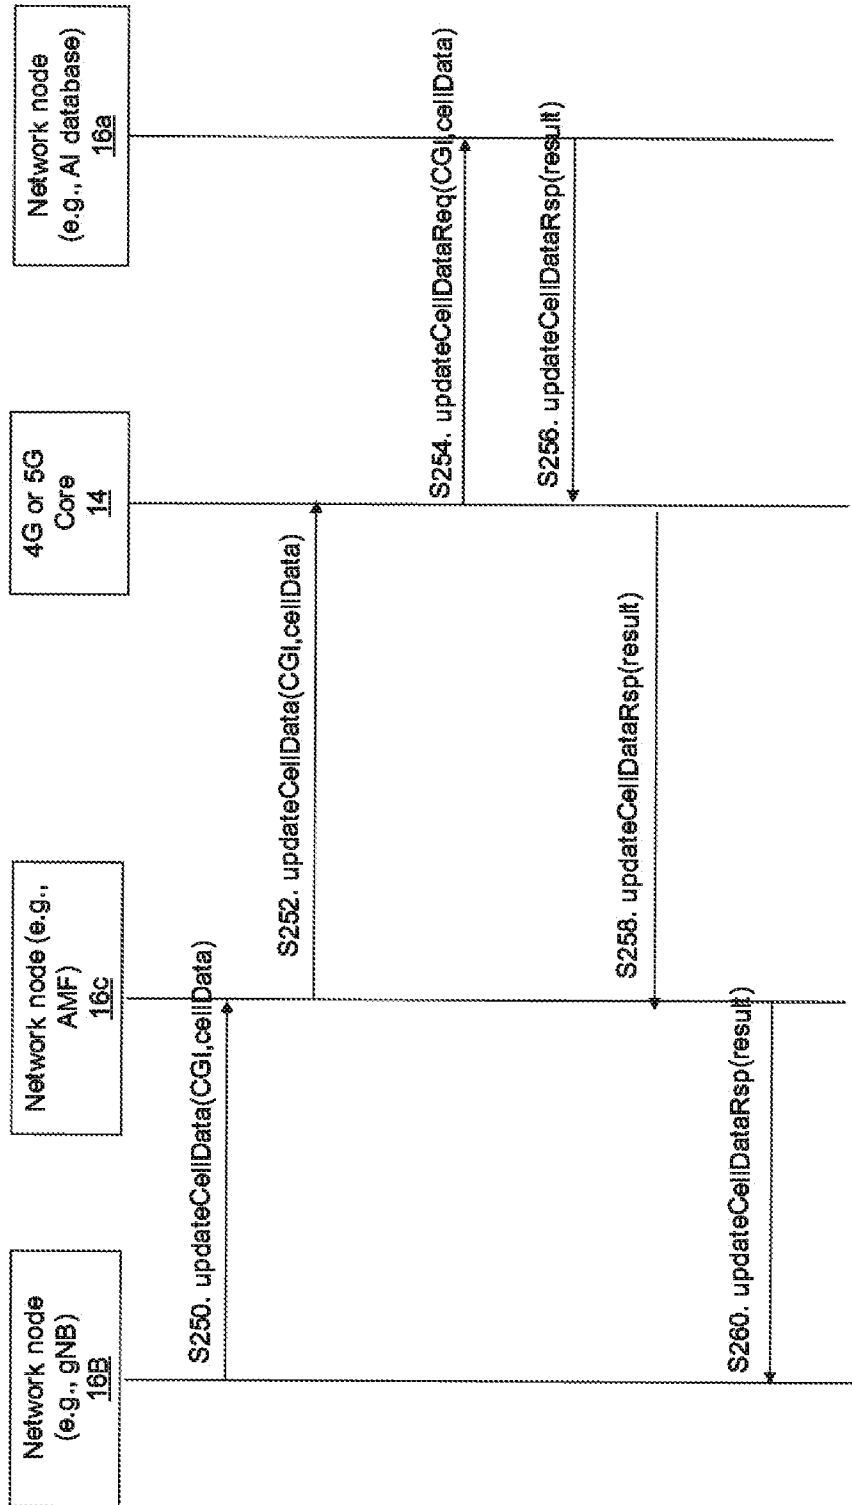 Network node
(e.g., gNB)
16B
Network node (e.g.,
AMF)
16c
4G or 5G
Core
14
Network node
(e.g., AI database)
16a
S250. updateCellData(CGI,cellData)
S252. updateCellData(CGI,cellData)
S254. updateCellDataReq(CGI,cellData)
S256. updateCellDataRsp(result)
S258. updateCellDataRsp(result)
S260. updateCellDataRsp(result)